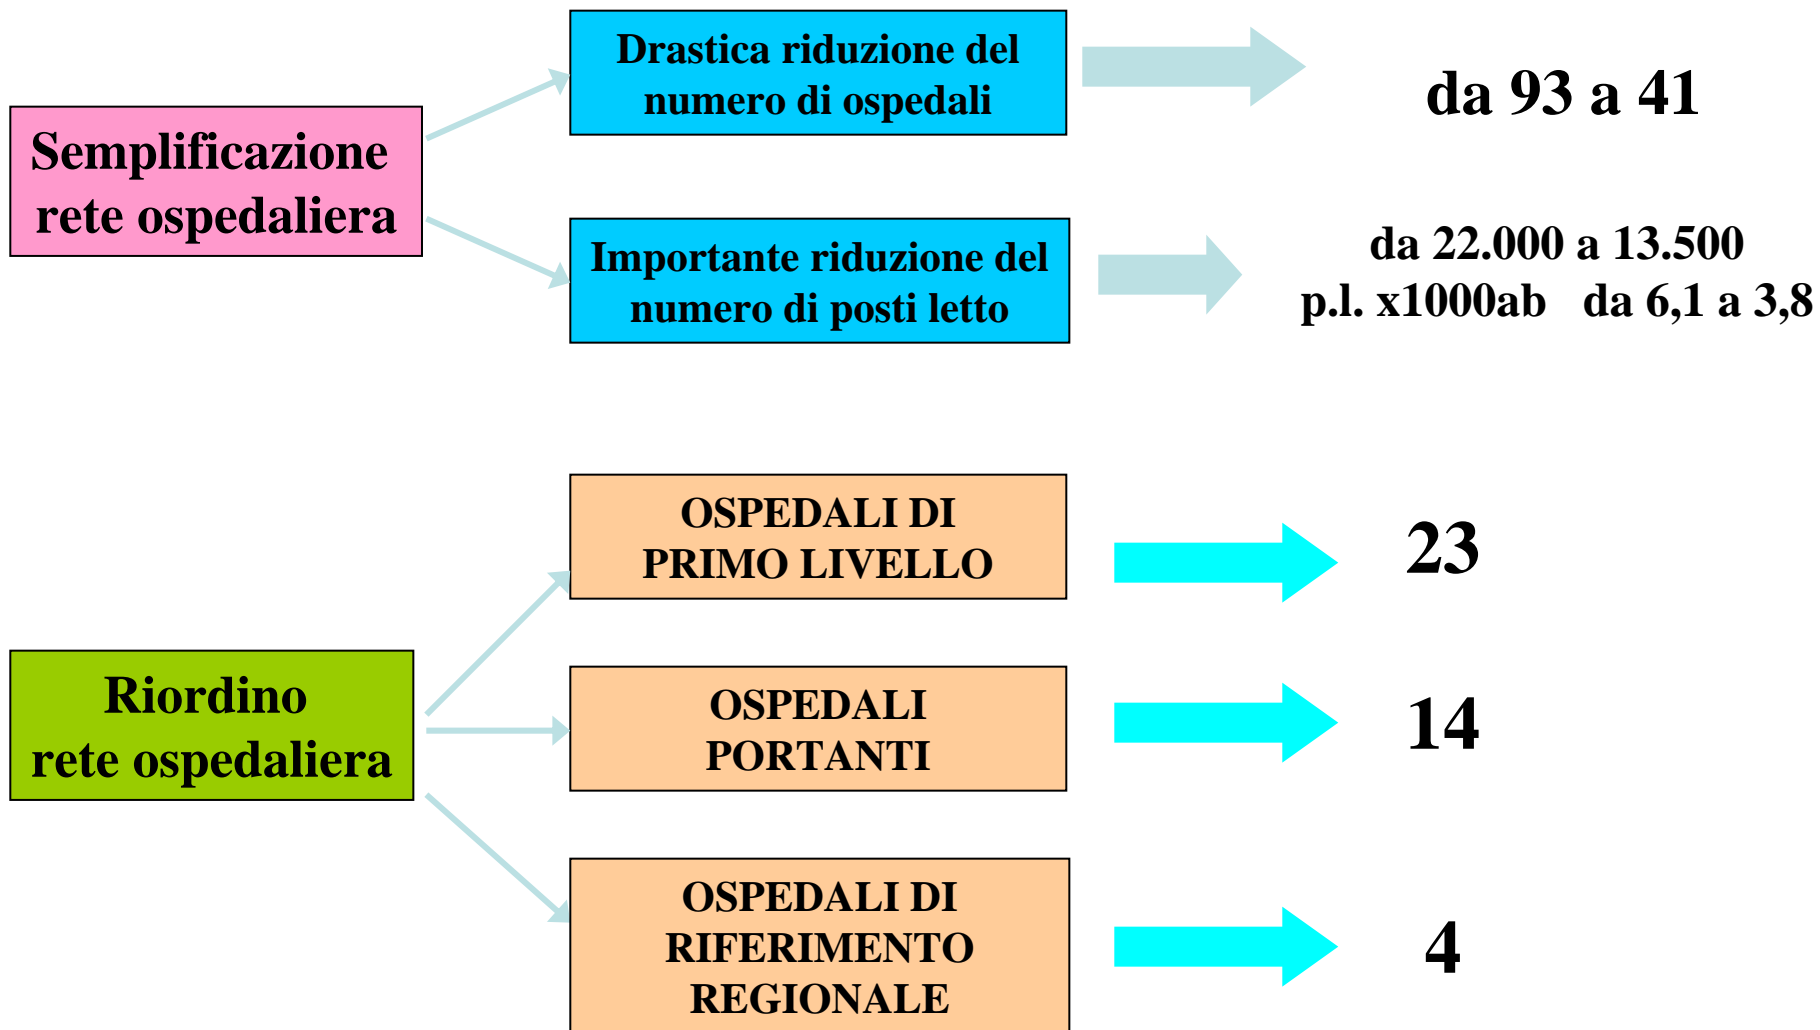 Semplificazione
rete ospedaliera
Drastica riduzione del
numero di ospedali
da 93 a 41
Importante riduzione del
numero di posti letto
da 22.000 a 13.500
p.l. x1000ab da 6,1 a 3,8
Riordino
rete ospedaliera
OSPEDALI DI
PRIMO LIVELLO
23
OSPEDALI
PORTANTI
14
OSPEDALI DI
RIFERIMENTO
REGIONALE
4